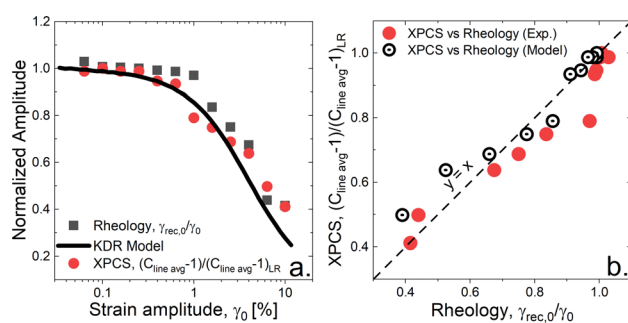 Normalized Amplitude
1.2
1.0
0.8
0.6
0.4
0.2
Rheology, γrec,0/γ0
KDR Model
XPCS, (Cline avg-1)/(Cline avg-1)LR
a.
0.1
1
10
Strain amplitude, γ0 [%]
XPCS, (Cline avg-1)/(Cline avg-1)LR
1.0
0.8
0.6
0.4
XPCS vs Rheology (Exp.)
XPCS vs Rheology (Model)
y = x
b.
0.4
0.6
0.8
1.0
Rheology, γrec,0/γ0